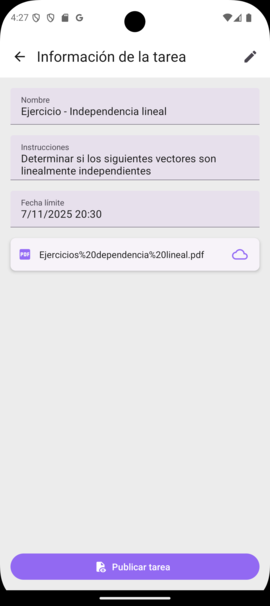 4:27
Información de la tarea
Nombre
Ejercicio - Independencia lineal
Instrucciones
Determinar si los siguientes vectores son
linealmente independientes
Fecha límite
7/11/2025 20:30
PDF
Ejercicios%20dependencia%20lineal.pdf
Publicar tarea